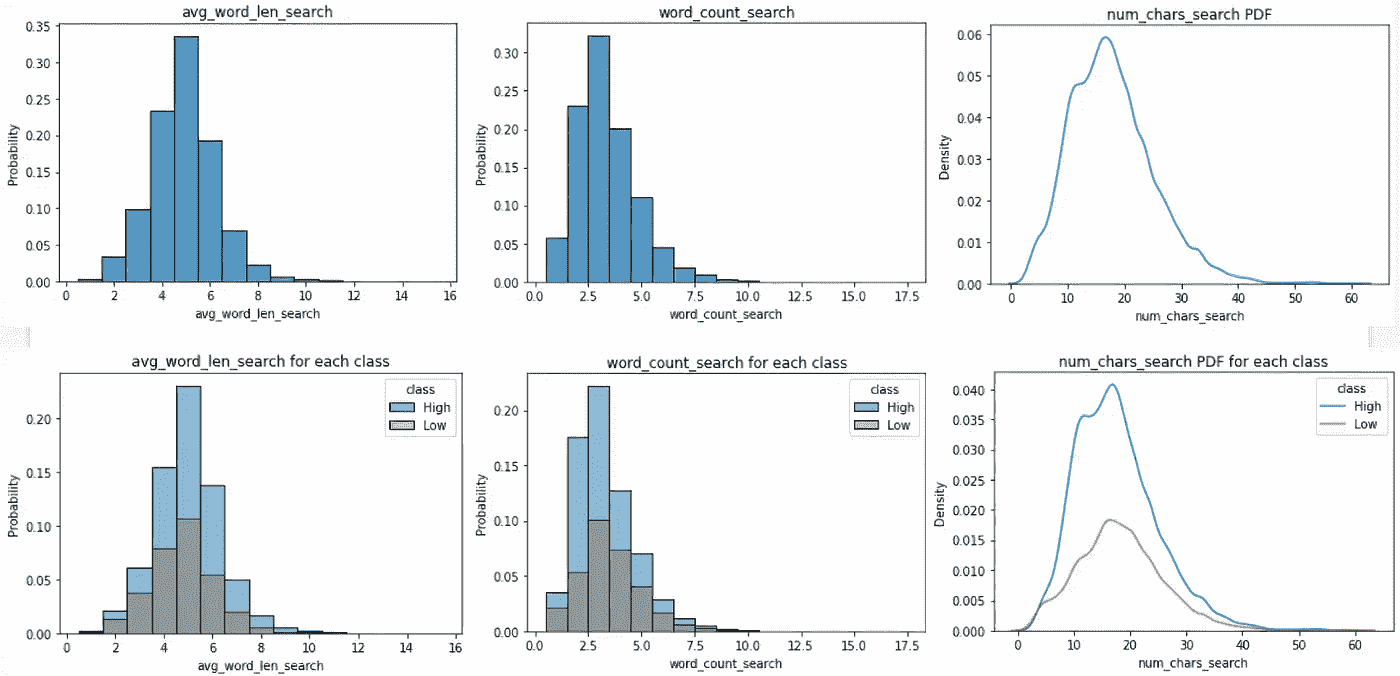 avg_word_len_search
0.35
0.30
0.25
0.20
0.15
0.10
0.05
0.00
Probability
0 2 4 6 8 10 12 14 16
avg_word_len_search
word_count_search
0.30
0.25
0.20
0.15
0.10
0.05
0.00
Probability
0.0 2.5 5.0 7.5 10.0 12.5 15.0 17.5
word_count_search
num_chars_search PDF
0.06
0.05
0.04
0.03
0.02
0.01
0.00
Density
0 10 20 30 40 50 60
num_chars_search
avg_word_len_search for each class
class
High
Low
0.20
0.15
0.10
0.05
0.00
Probability
0 2 4 6 8 10 12 14 16
avg_word_len_search
word_count_search for each class
class
High
Low
0.20
0.15
0.10
0.05
0.00
Probability
0.0 2.5 5.0 7.5 10.0 12.5 15.0 17.5
word_count_search
num_chars_search PDF for each class
class
High
Low
0.040
0.035
0.030
0.025
0.020
0.015
0.010
0.005
0.000
Density
0 10 20 30 40 50 60
num_chars_search